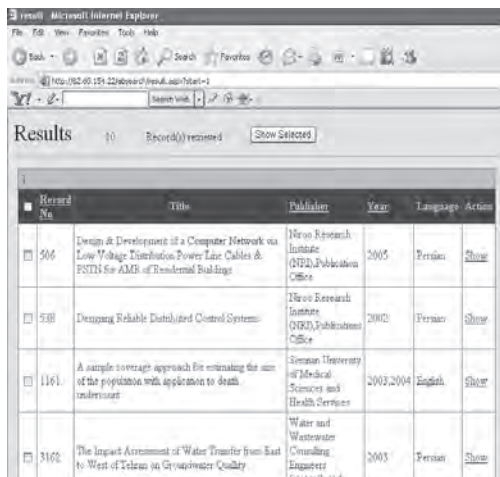 result - Microsoft Internet Explorer
File Edit View Favorites Tools Help
Back Search Favorites
Search Web
Results 10 Record(s) retrieved Show Selected
1
Record No Title Publisher Year Language Action
506 Design & Development of a Computer Network via Low Voltage Distribution Power Line Cables & PSTN for AMR of Residential Buildings Niroo Research Institute (NRI), Publication Office 2005 Persian Show
538 Designing Reliable Distributed Control Systems Niroo Research Institute (NRI), Publications Office 2002 Persian Show
1161 A sample coverage approach for estimating the size of the population with application to death undercount Semnan University of Medical Sciences and Health Services 2003,2004 English Show
3162 The Impact Assessment of Water Transfer from East to West of Tehran on Groundwater Quality Water and Wastewater Consulting Engineers 2003 Persian Show